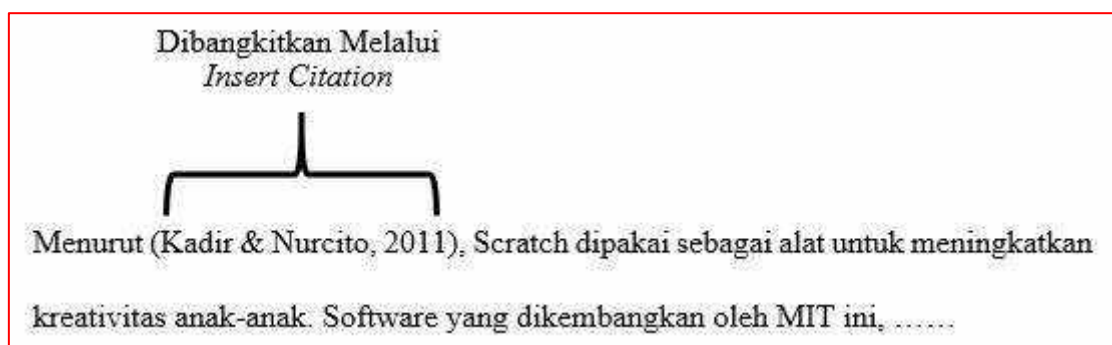 Dibangkitkan Melalui
Insert Citation
Menurut (Kadir & Nurcito, 2011), Scratch dipakai sebagai alat untuk meningkatkan
kreativitas anak-anak. Software yang dikembangkan oleh MIT ini, ……